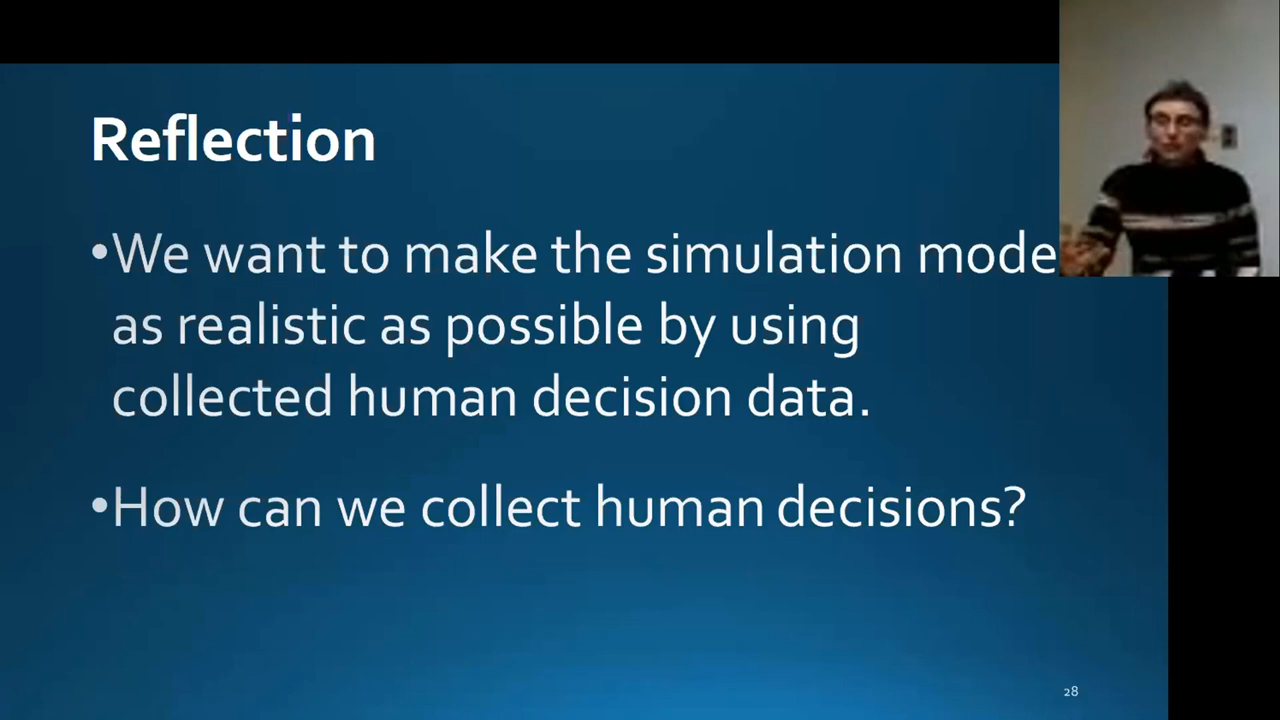 Reflection
•We want to make the simulation mode
as realistic as possible by using
collected human decision data.
•How can we collect human decisions?
28